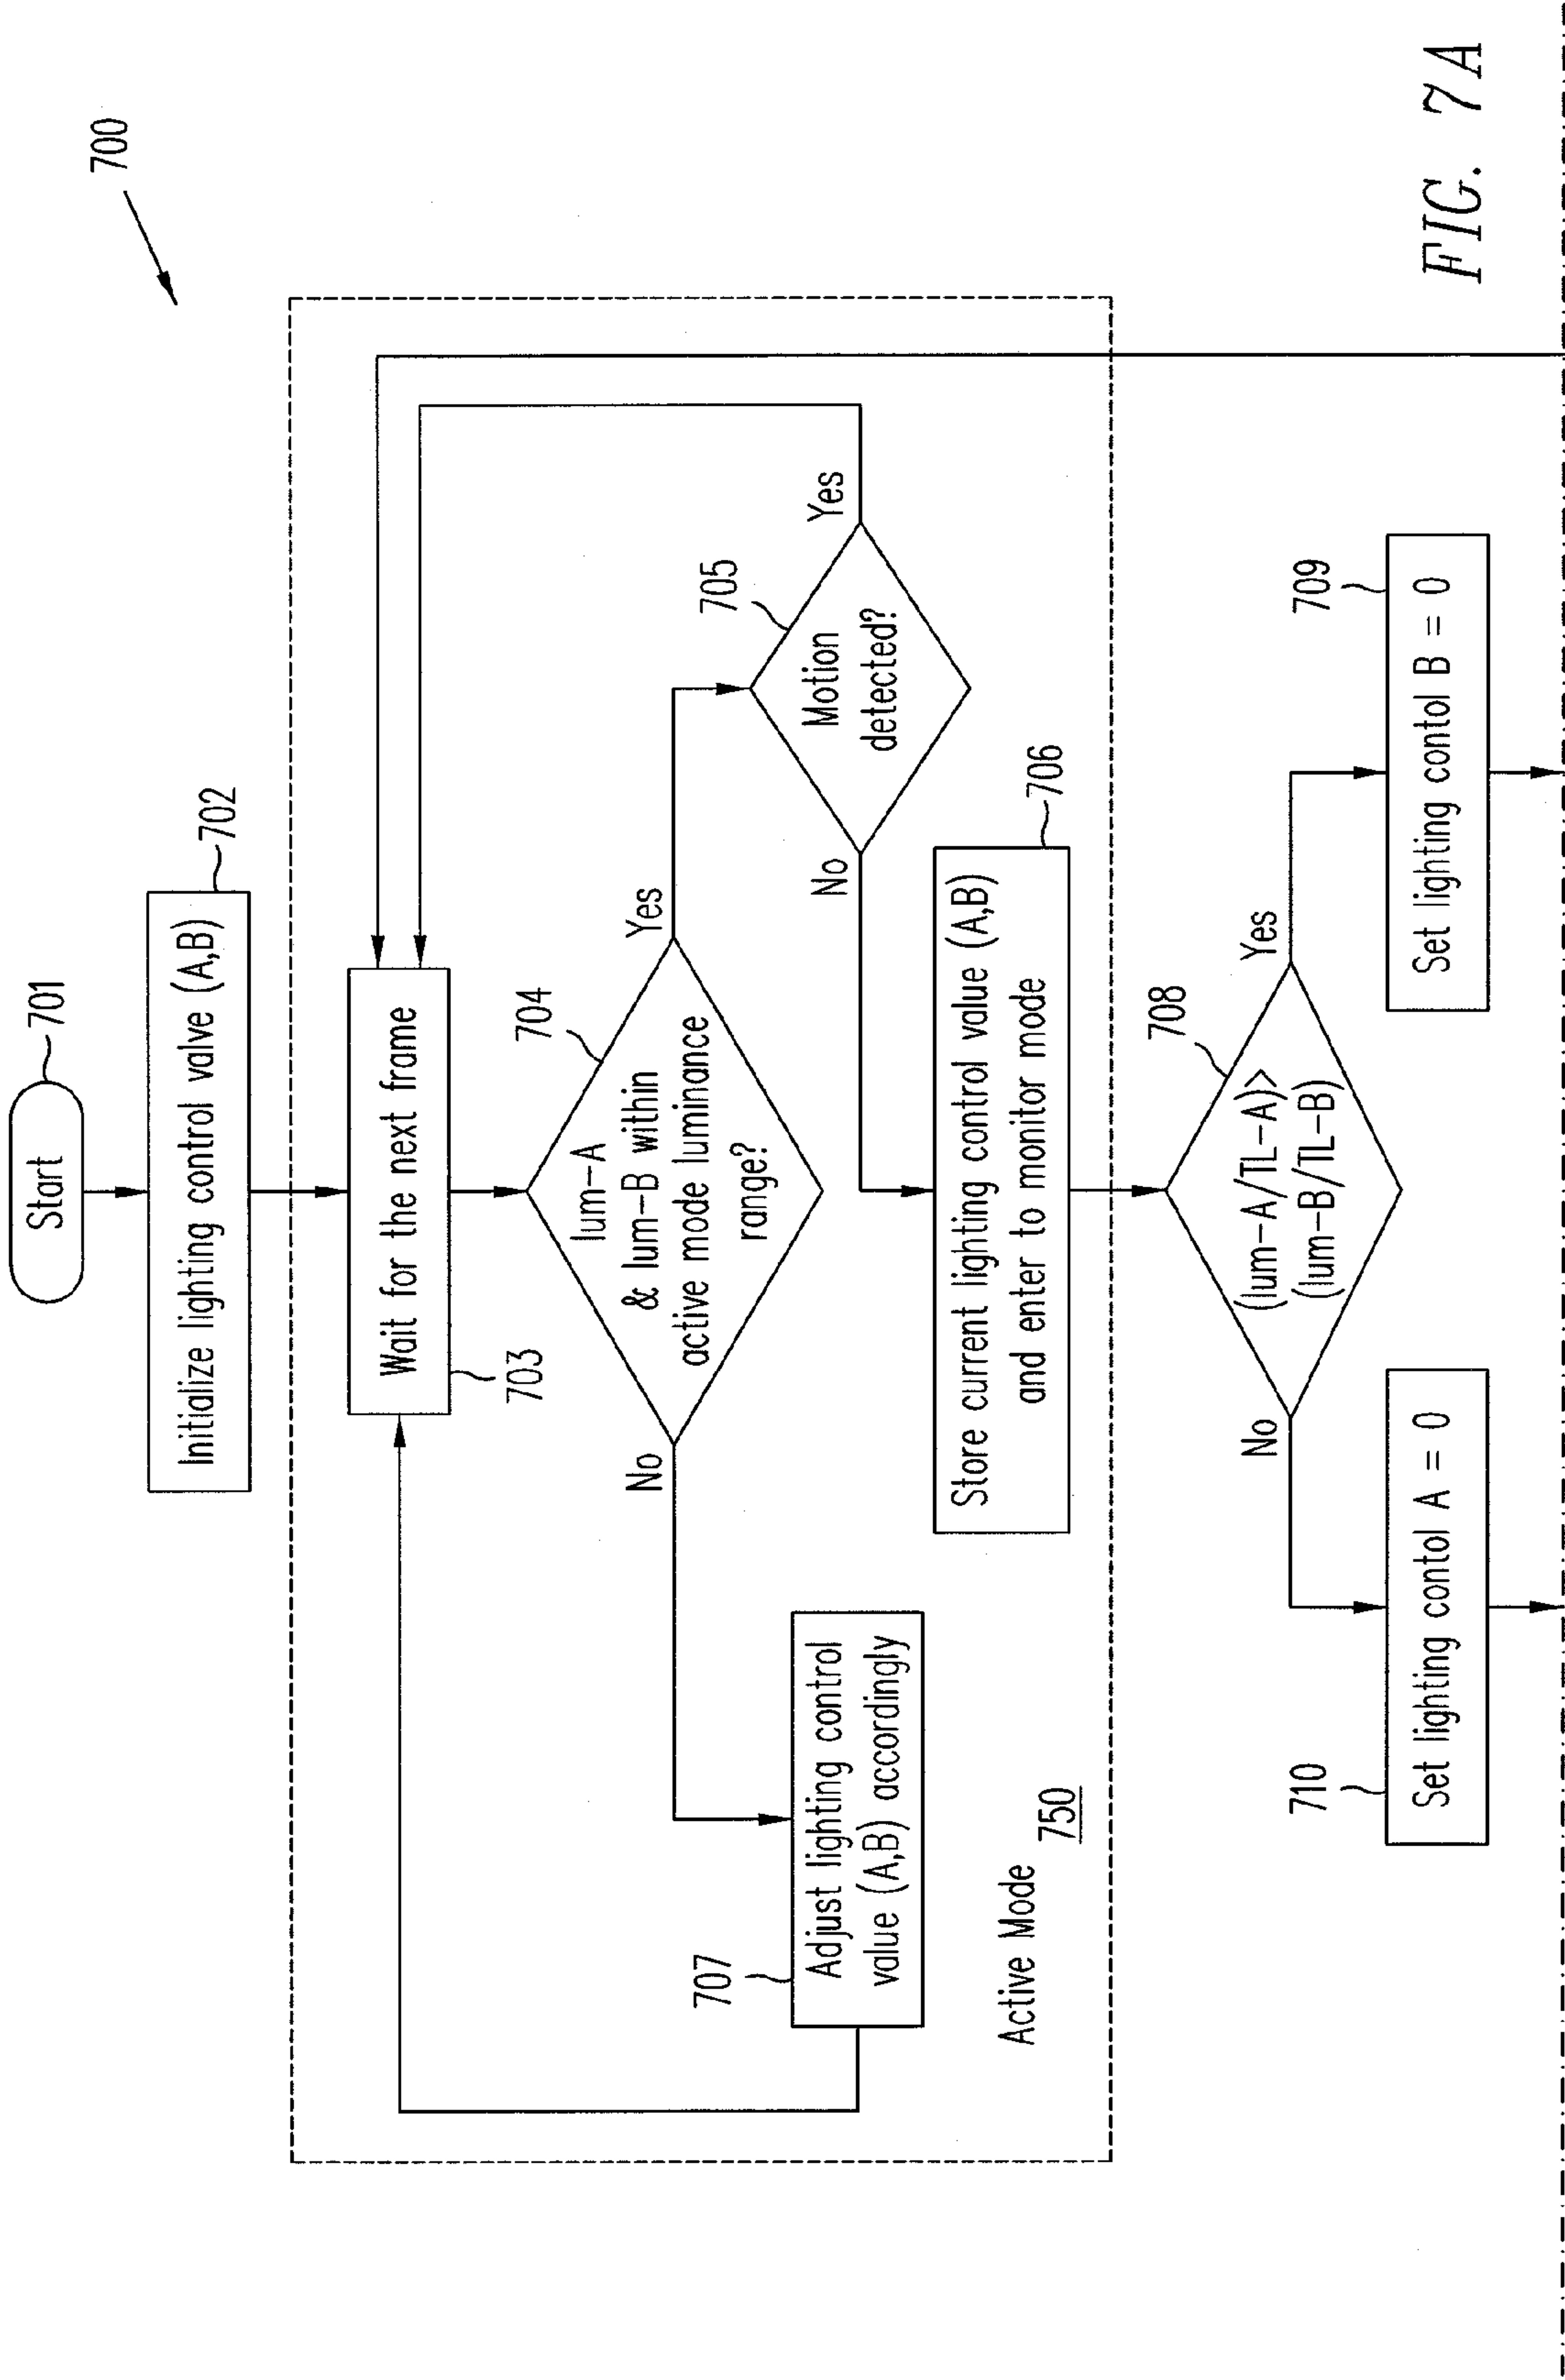 700
Start
701
Initialize lighting control valve (A,B)
702
Wait for the next frame
703
lum-A
& lum-B within
active mode luminance
range?
704
Yes
No
Motion
detected?
705
Yes
No
Adjust lighting control
value (A,B) accordingly
707
Store current lighting control value (A,B)
and enter to monitor mode
706
Active Mode
750
(lum-A/TL-A)>
(lum-B/TL-B)
708
No
Yes
Set lighting contol A = 0
710
Set lighting contol B = 0
709
FIG. 7A